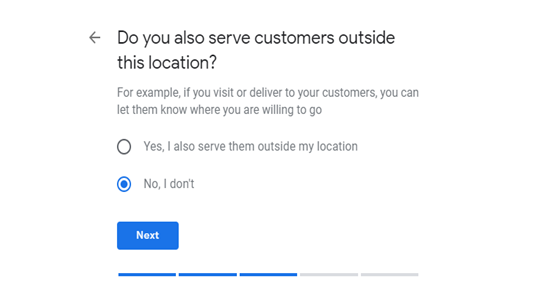 Do you also serve customers outside
this location?
For example, if you visit or deliver to your customers, you can
let them know where you are willing to go
Yes, I also serve them outside my location
No, I don't
Next